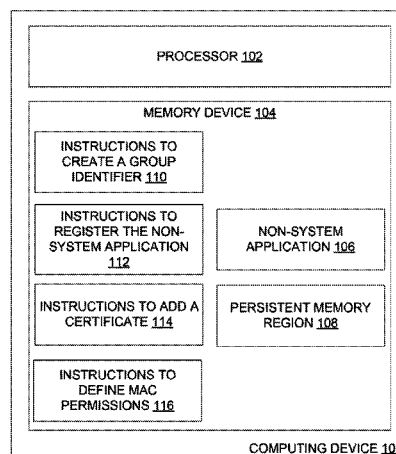 PROCESSOR 102
MEMORY DEVICE 104
INSTRUCTIONS TO
CREATE A GROUP
IDENTIFIER 110
INSTRUCTIONS TO
REGISTER THE NON-
SYSTEM APPLICATION
112
NON-SYSTEM
APPLICATION 106
INSTRUCTIONS TO ADD A
CERTIFICATE 114
PERSISTENT MEMORY
REGION 108
INSTRUCTIONS TO
DEFINE MAC
PERMISSIONS 116
COMPUTING DEVICE 10